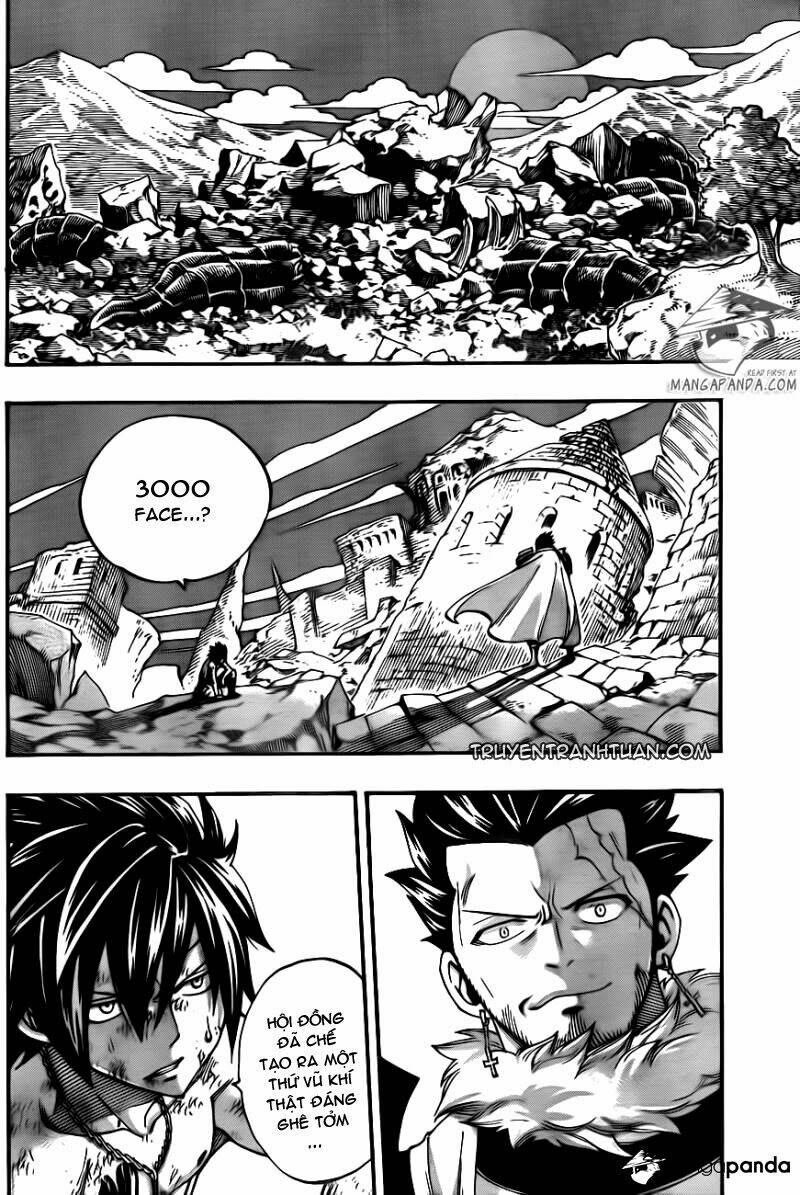 READ FIRST AT
MANGAPANDA.COM
3000
FACE...?
TRUYENTRANHTUAN.COM
HỘI ĐỒNG
ĐÃ CHẾ
TẠO RA MỘT
THỨ VŨ KHÍ
THẬT ĐÁNG
GHÊ TỞM
...
mangapanda